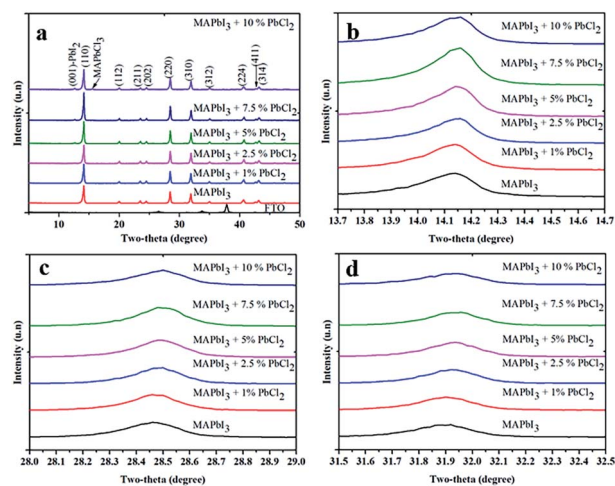 a
MAPbI3 + 10 % PbCl2
(001)-PbI2
(110)
MAPbCl3
(112)
(211)
(202)
(220)
(310)
(312)
(224)
(411)
(314)
MAPbI3 + 7.5 % PbCl2
MAPbI3 + 5% PbCl2
MAPbI3 + 2.5 % PbCl2
MAPbI3 + 1% PbCl2
MAPbI3
FTO
Intensity (u.n)
10 20 30 40 50
Two-theta (degree)
b
MAPbI3 + 10 % PbCl2
MAPbI3 + 7.5 % PbCl2
MAPbI3 + 5% PbCl2
MAPbI3 + 2.5 % PbCl2
MAPbI3 + 1% PbCl2
MAPbI3
Intensity (u.n)
13.7 13.8 13.9 14.0 14.1 14.2 14.3 14.4 14.5 14.6 14.7
Two-theta (degree)
c
MAPbI3 + 10 % PbCl2
MAPbI3 + 7.5 % PbCl2
MAPbI3 + 5% PbCl2
MAPbI3 + 2.5 % PbCl2
MAPbI3 + 1% PbCl2
MAPbI3
Intensity (u.n)
28.0 28.1 28.2 28.3 28.4 28.5 28.6 28.7 28.8 28.9 29.0
Two-theta (degree)
d
MAPbI3 + 10 % PbCl2
MAPbI3 + 7.5 % PbCl2
MAPbI3 + 5% PbCl2
MAPbI3 + 2.5 % PbCl2
MAPbI3 + 1% PbCl2
MAPbI3
Intensity (u.n)
31.5 31.6 31.7 31.8 31.9 32.0 32.1 32.2 32.3 32.4 32.5
Two-theta (degree)